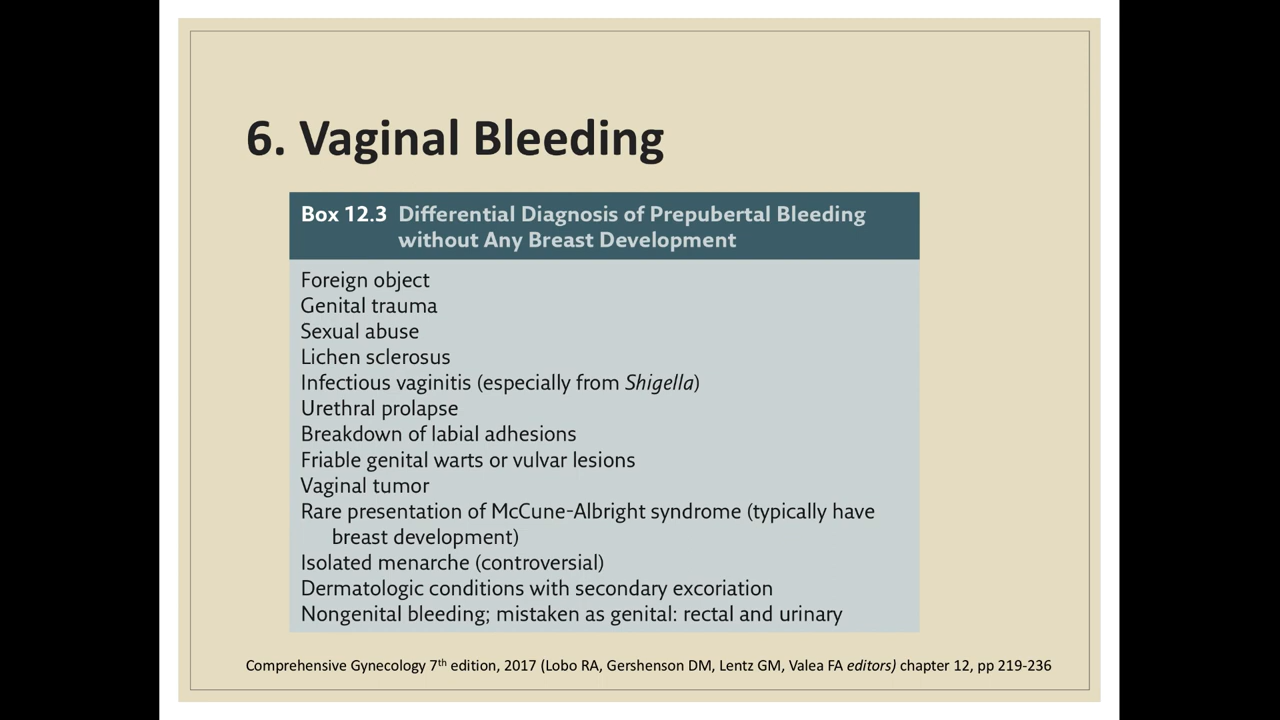 6. Vaginal Bleeding
Box 12.3 Differential Diagnosis of Prepubertal Bleeding
without Any Breast Development
Foreign object
Genital trauma
Sexual abuse
Lichen sclerosus
Infectious vaginitis (especially from Shigella)
Urethral prolapse
Breakdown of labial adhesions
Friable genital warts or vulvar lesions
Vaginal tumor
Rare presentation of McCune-Albright syndrome (typically have
breast development)
Isolated menarche (controversial)
Dermatologic conditions with secondary excoriation
Nongenital bleeding; mistaken as genital: rectal and urinary
Comprehensive Gynecology 7th edition, 2017 (Lobo RA, Gershenson DM, Lentz GM, Valea FA editors) chapter 12, pp 219-236